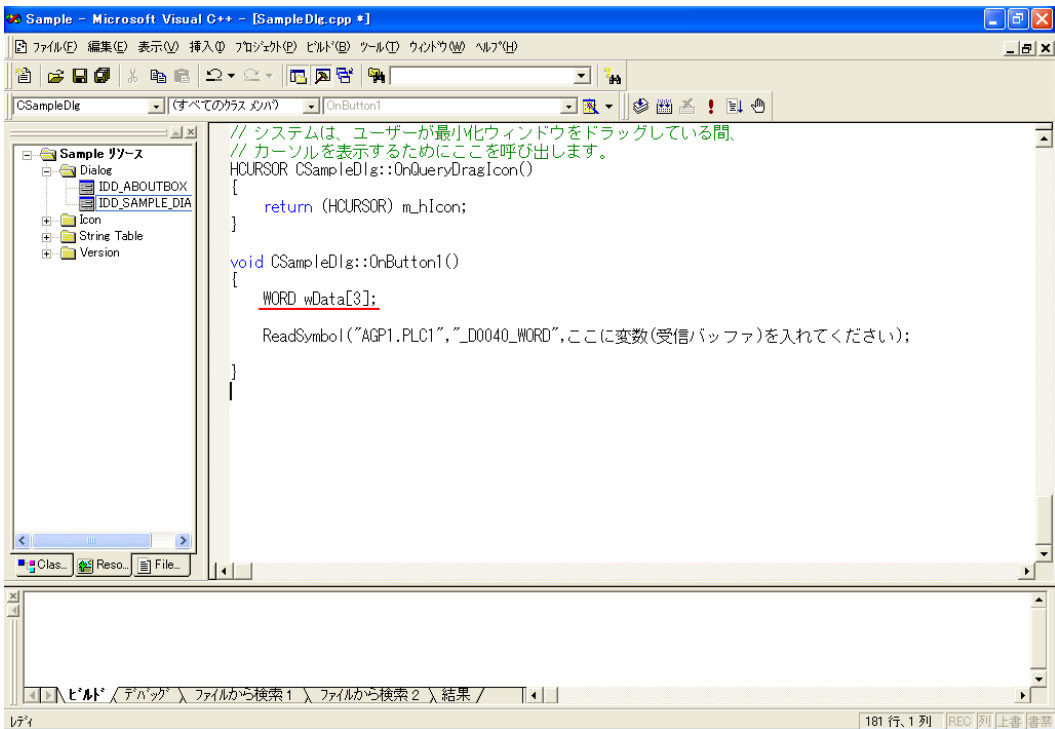 Sample - Microsoft Visual C++ - [SampleDlg.cpp *]
ファイル(F) 編集(E) 表示(V) 挿入(I) プロジェクト(P) ビルド(B) ツール(T) ウィンドウ(W) ヘルプ(H)
CSampleDlg (すべてのクラス メンバ) OnButton1
Sample リソース
Dialog
IDD_ABOUTBOX
IDD_SAMPLE_DIA
Icon
String Table
Version
Clas... Reso... File...
// システムは、ユーザーが最小化ウィンドウをドラッグしている間、
// カーソルを表示するためにここを呼び出します。
HCURSOR CSampleDlg::OnQueryDragIcon()
{
return (HCURSOR) m_hIcon;
}
void CSampleDlg::OnButton1()
{
WORD wData[3];
ReadSymbol("AGP1.PLC1","_D0040_WORD",ここに変数(受信バッファ)を入れてください);
}
ビルド デバッグ ファイルから検索1 ファイルから検索2 結果
レディ 181 行、1 列 REC 列 上書 書禁